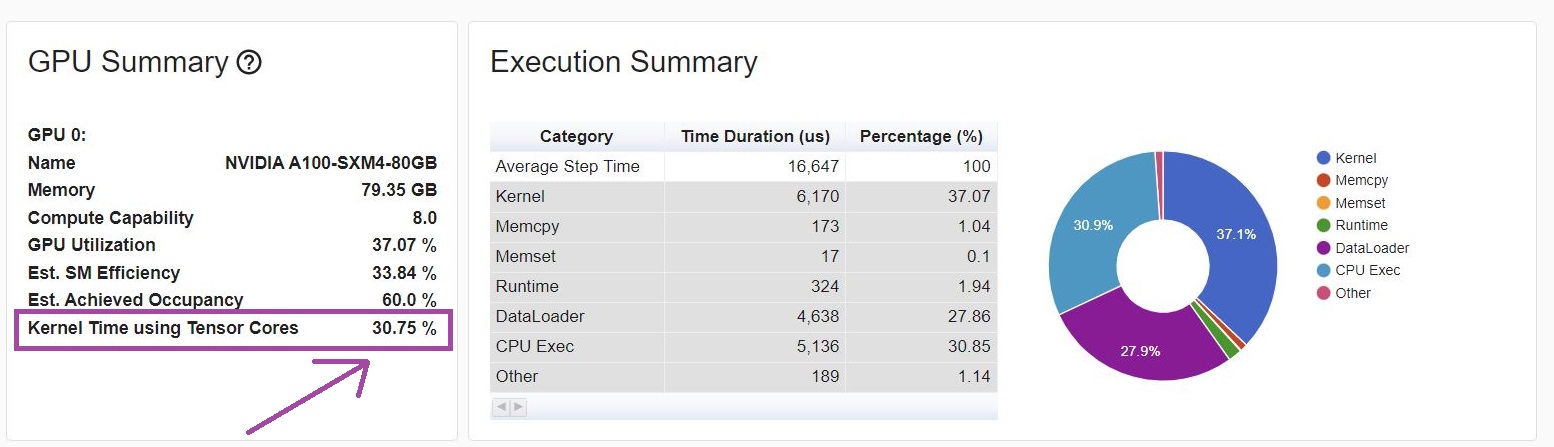 GPU Summary
GPU 0:
Name NVIDIA A100-SXM4-80GB
Memory 79.35 GB
Compute Capability 8.0
GPU Utilization 37.07 %
Est. SM Efficiency 33.84 %
Est. Achieved Occupancy 60.0 %
Kernel Time using Tensor Cores 30.75 %
Execution Summary
Category Time Duration (us) Percentage (%)
Average Step Time 16,647 100
Kernel 6,170 37.07
Memcpy 173 1.04
Memset 17 0.1
Runtime 324 1.94
DataLoader 4,638 27.86
CPU Exec 5,136 30.85
Other 189 1.14
30.9%
37.1%
27.9%
Kernel
Memcpy
Memset
Runtime
DataLoader
CPU Exec
Other